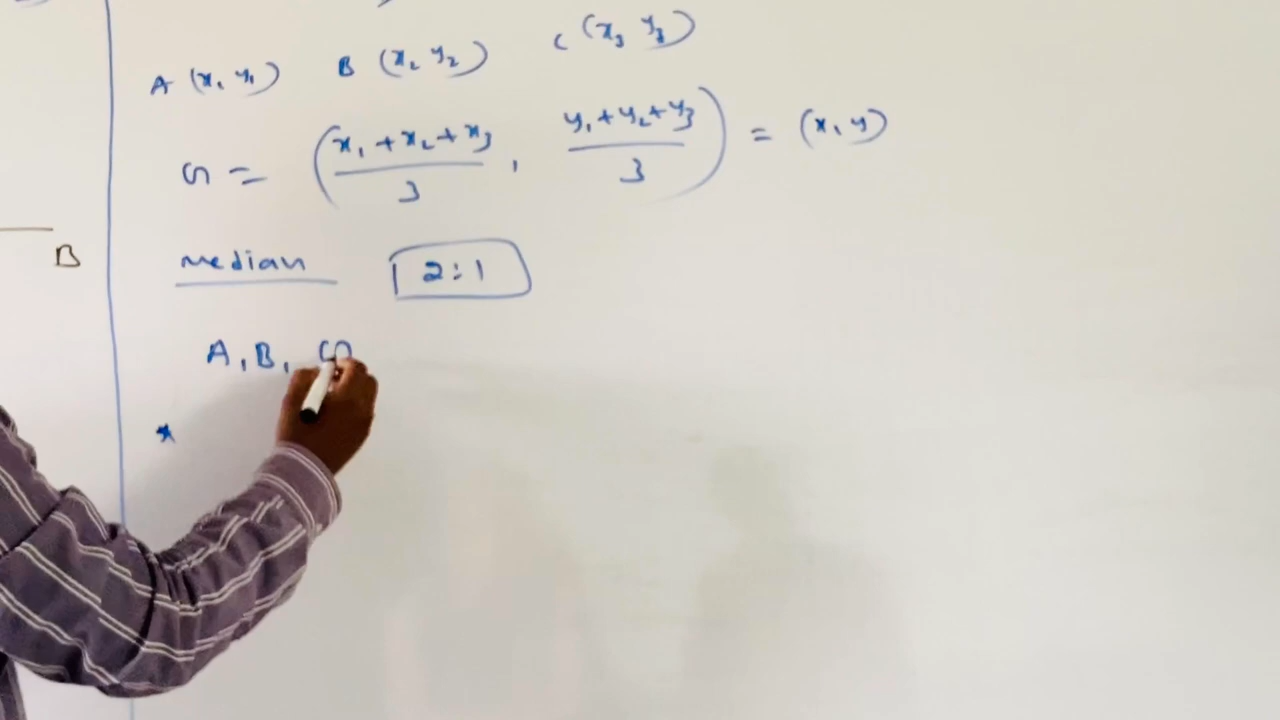 A (x₁ y₁) B (x₂ y₂) C (x₃ y₃)
G = (x₁ + x₂ + x₃ / 3 , y₁ + y₂ + y₃ / 3) = (x, y)
median 2:1
B
A, B, G
*